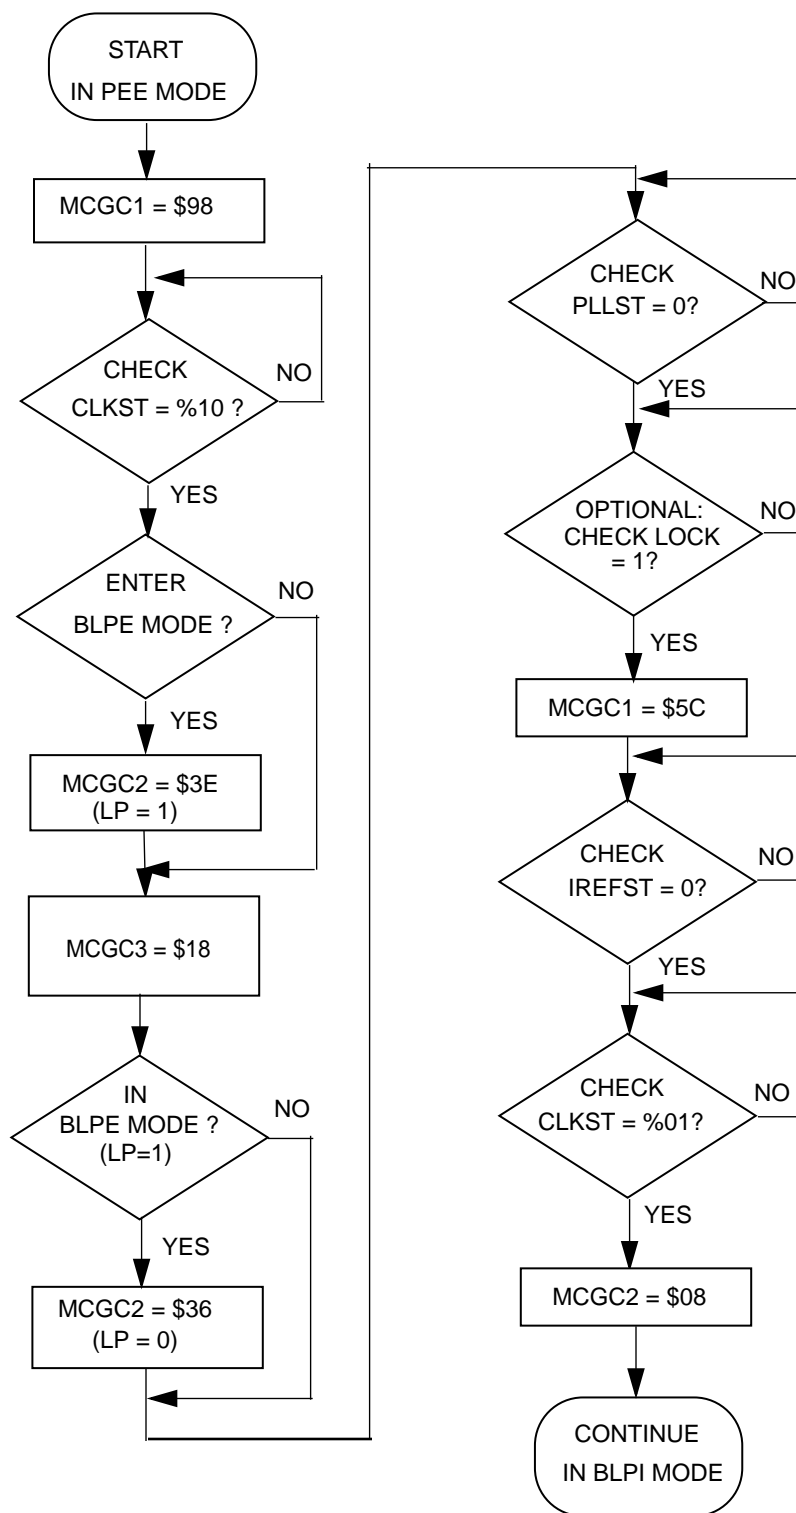 START
IN PEE MODE
MCGC1 = $98
CHECK
CLKST = %10 ?
NO
YES
ENTER
BLPE MODE ?
NO
YES
MCGC2 = $3E
(LP = 1)
MCGC3 = $18
IN
BLPE MODE ?
(LP=1)
NO
YES
MCGC2 = $36
(LP = 0)
CHECK
PLLST = 0?
NO
YES
OPTIONAL:
CHECK LOCK
= 1?
NO
YES
MCGC1 = $5C
CHECK
IREFST = 0?
NO
YES
CHECK
CLKST = %01?
NO
YES
MCGC2 = $08
CONTINUE
IN BLPI MODE